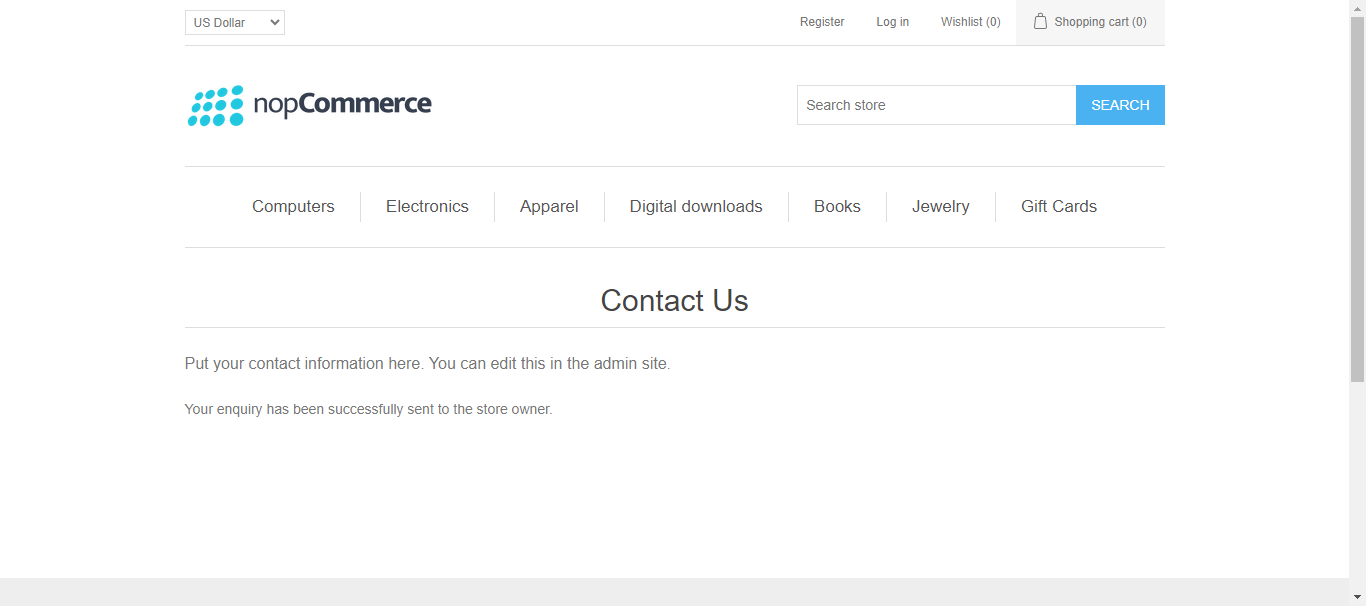 US Dollar
Register
Log in
Wishlist (0)
Shopping cart (0)
nopCommerce
Search store
SEARCH
Computers
Electronics
Apparel
Digital downloads
Books
Jewelry
Gift Cards
Contact Us
Put your contact information here. You can edit this in the admin site.
Your enquiry has been successfully sent to the store owner.